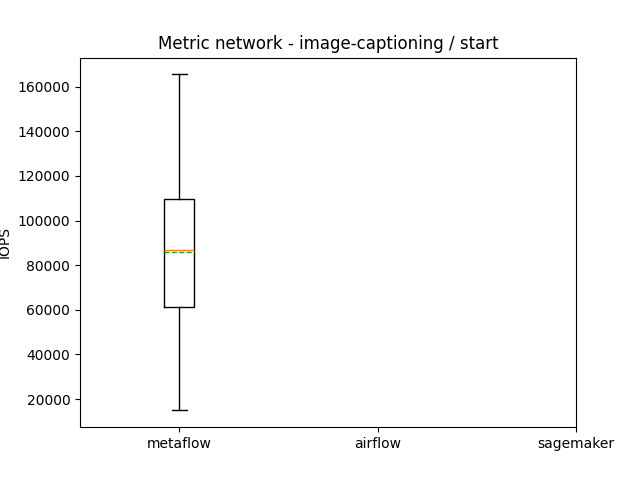 Metric network - image-captioning / start
160000
140000
120000
100000
80000
60000
40000
20000
IOPS
metaflow
airflow
sagemaker